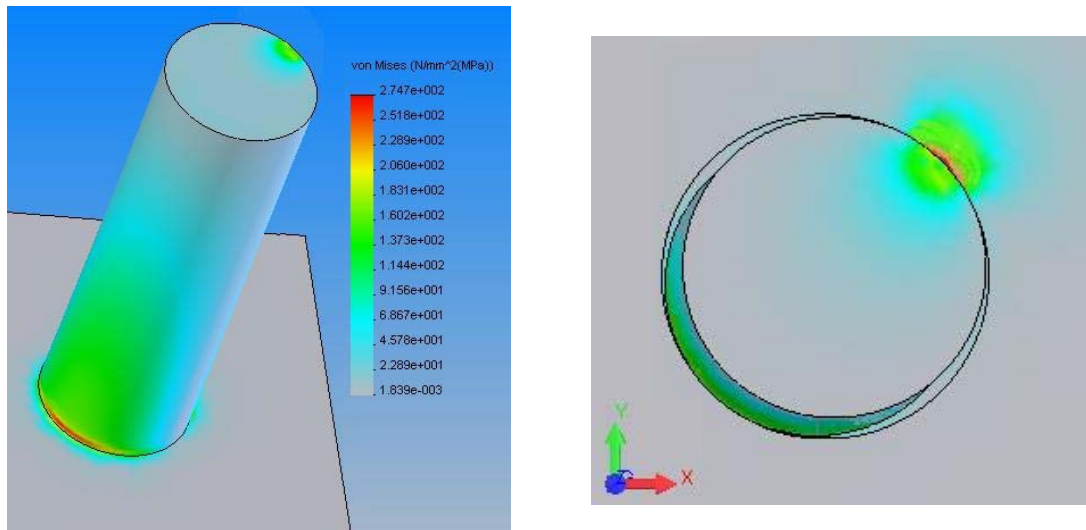 von Mises (N/mm^2(MPa))
2.747e+002
2.518e+002
2.289e+002
2.060e+002
1.831e+002
1.602e+002
1.373e+002
1.144e+002
9.156e+001
6.867e+001
4.578e+001
2.289e+001
1.839e-003
Y
Z
X